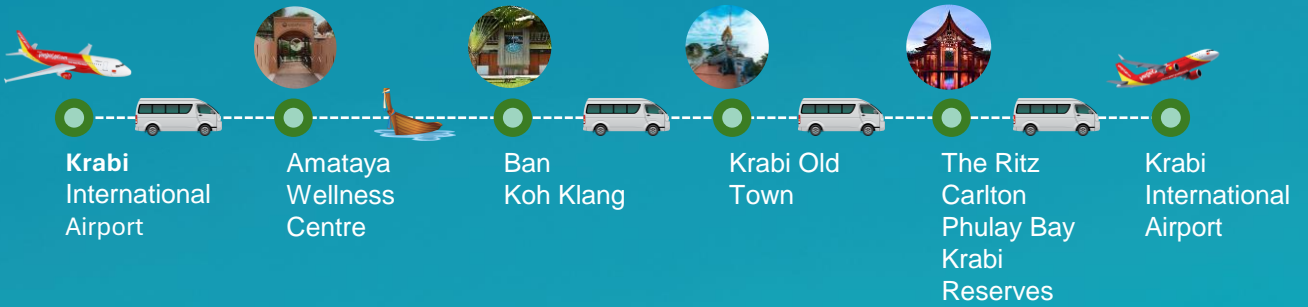 Krabi
International
Airport
Amataya
Wellness
Centre
Ban
Koh Klang
Krabi Old
Town
The Ritz
Carlton
Phulay Bay
Krabi
Reserves
Krabi
International
Airport